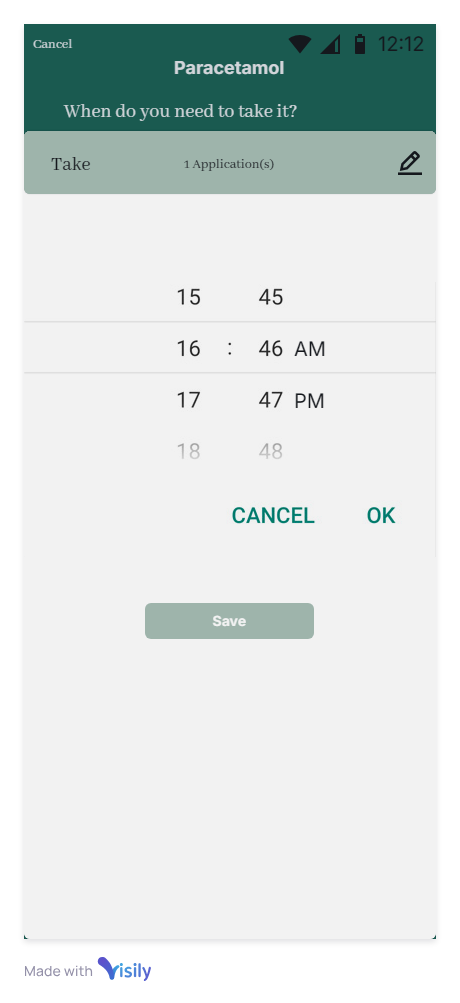 Cancel
12:12
Paracetamol
When do you need to take it?
Take 1 Application(s)
15 45
16 : 46 AM
17 47 PM
18 48
CANCEL OK
Save
Made with Visily